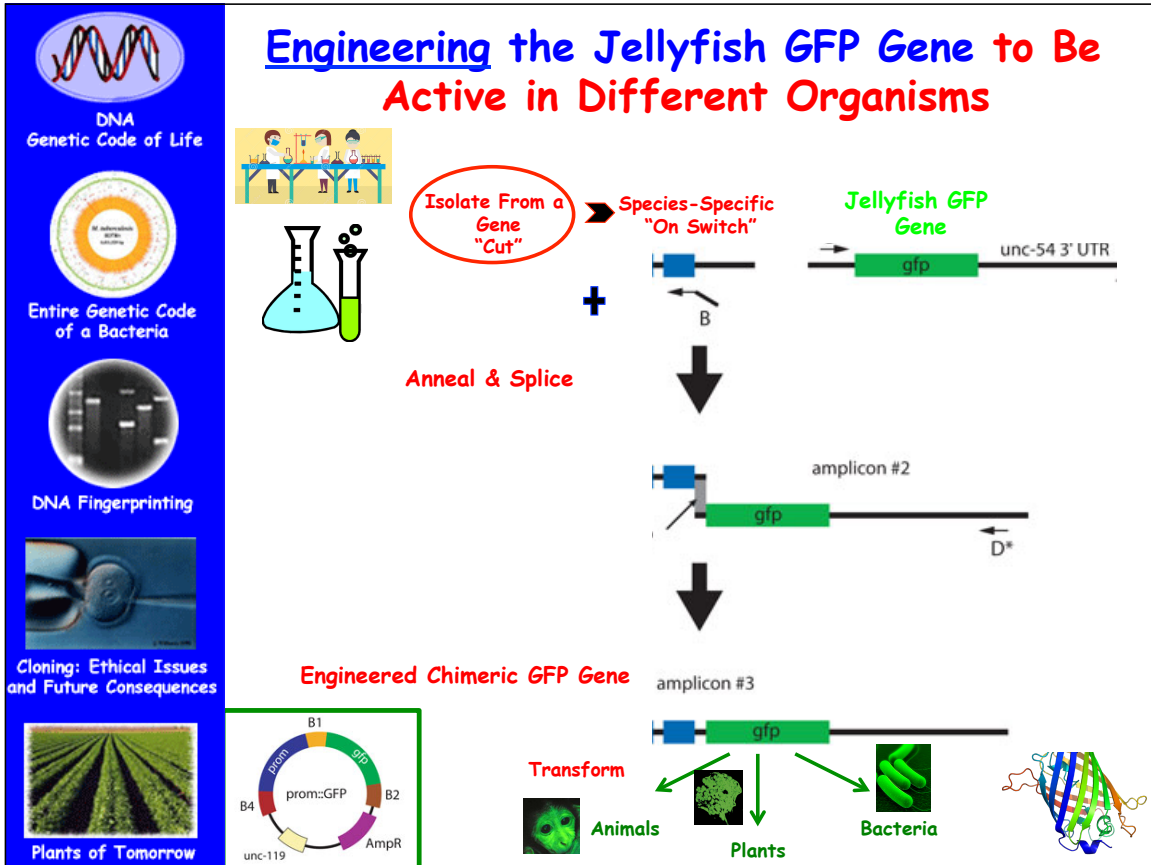 Engineering the Jellyfish GFP Gene to Be
Active in Different Organisms
DNA
Genetic Code of Life
Entire Genetic Code
of a Bacteria
DNA Fingerprinting
Cloning: Ethical Issues
and Future Consequences
Plants of Tomorrow
Isolate From a
Gene
"Cut"
Species-Specific
"On Switch"
Jellyfish GFP
Gene
gfp
unc-54 3' UTR
B
Anneal & Splice
amplicon #2
gfp
D*
Engineered Chimeric GFP Gene
amplicon #3
gfp
B1
prom
gfp
prom::GFP
B4
B2
unc-119
AmpR
Transform
Animals
Plants
Bacteria